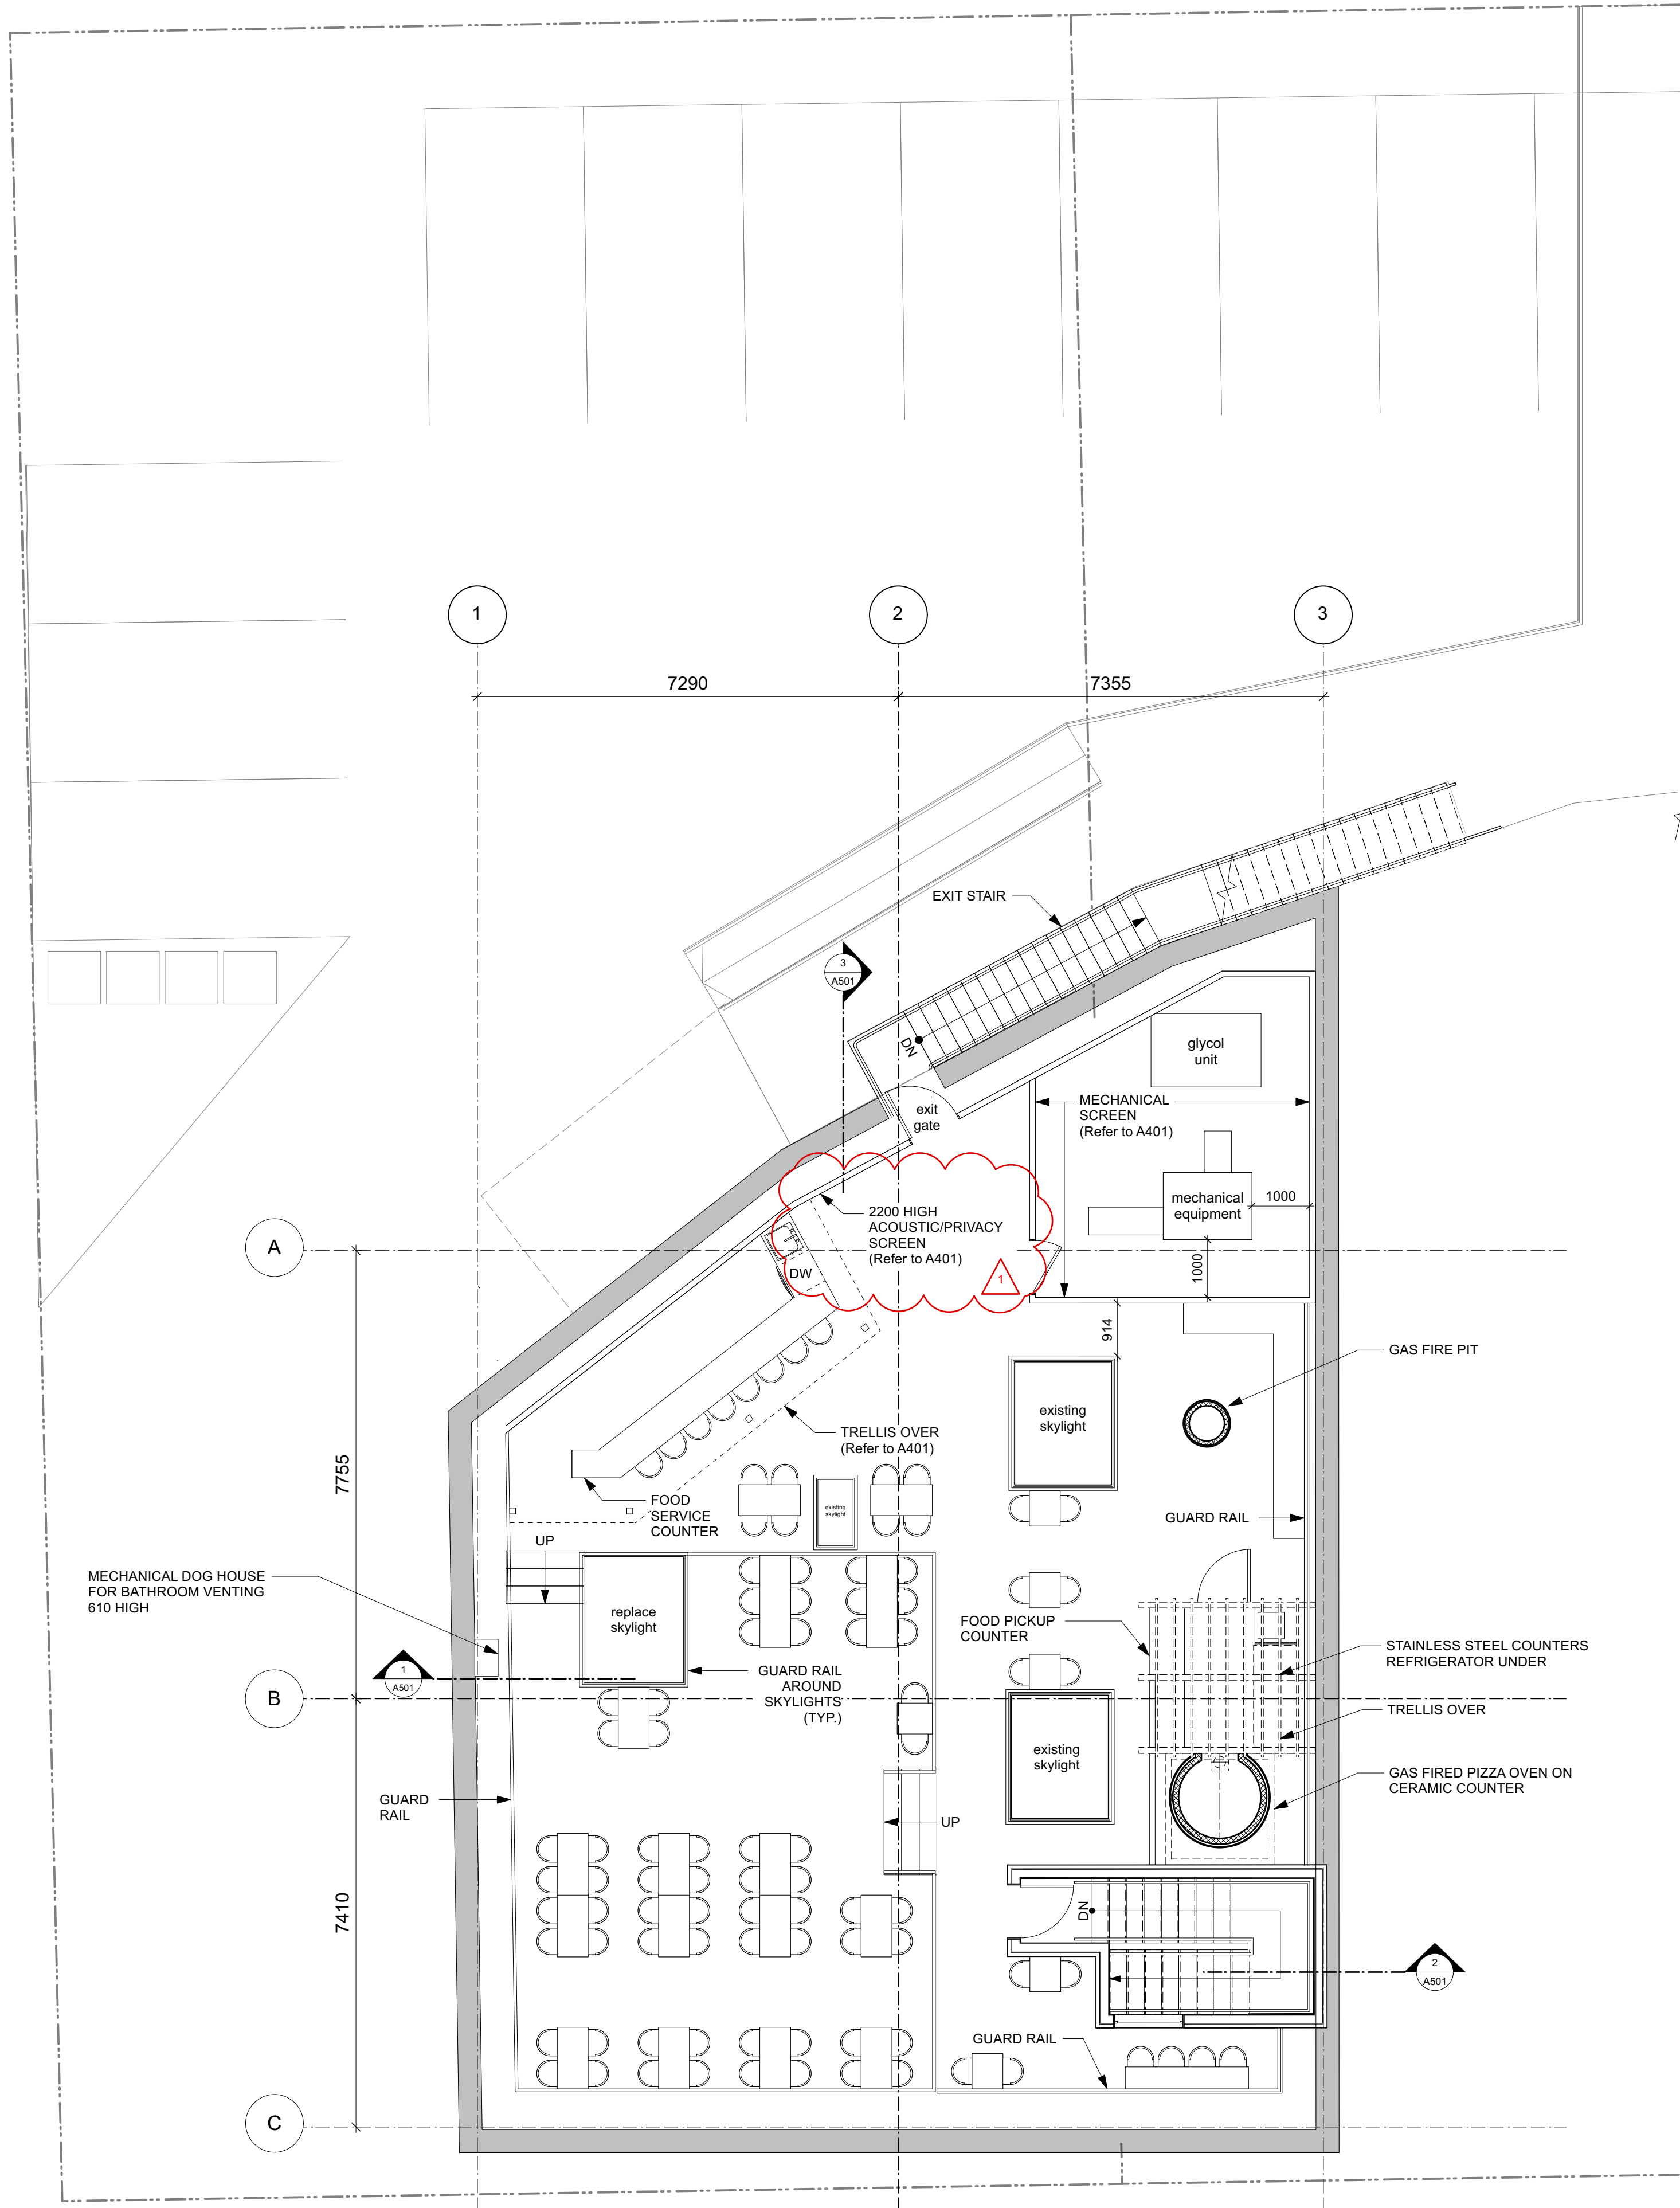 1
2
3
7290
7355
EXIT STAIR
3
A501
DN
glycol
unit
exit
gate
MECHANICAL
SCREEN
(Refer to A401)
mechanical
equipment
1000
1000
2200 HIGH
ACOUSTIC/PRIVACY
SCREEN
(Refer to A401)
1
A
DW
914
GAS FIRE PIT
existing
skylight
TRELLIS OVER
(Refer to A401)
7755
FOOD
SERVICE
COUNTER
existing
skylight
GUARD RAIL
UP
MECHANICAL DOG HOUSE
FOR BATHROOM VENTING
610 HIGH
replace
skylight
FOOD PICKUP
COUNTER
STAINLESS STEEL COUNTERS
REFRIGERATOR UNDER
1
A501
GUARD RAIL
AROUND
SKYLIGHTS
(TYP.)
B
TRELLIS OVER
existing
skylight
GAS FIRED PIZZA OVEN ON
CERAMIC COUNTER
GUARD
RAIL
UP
7410
DN
2
A501
GUARD RAIL
C